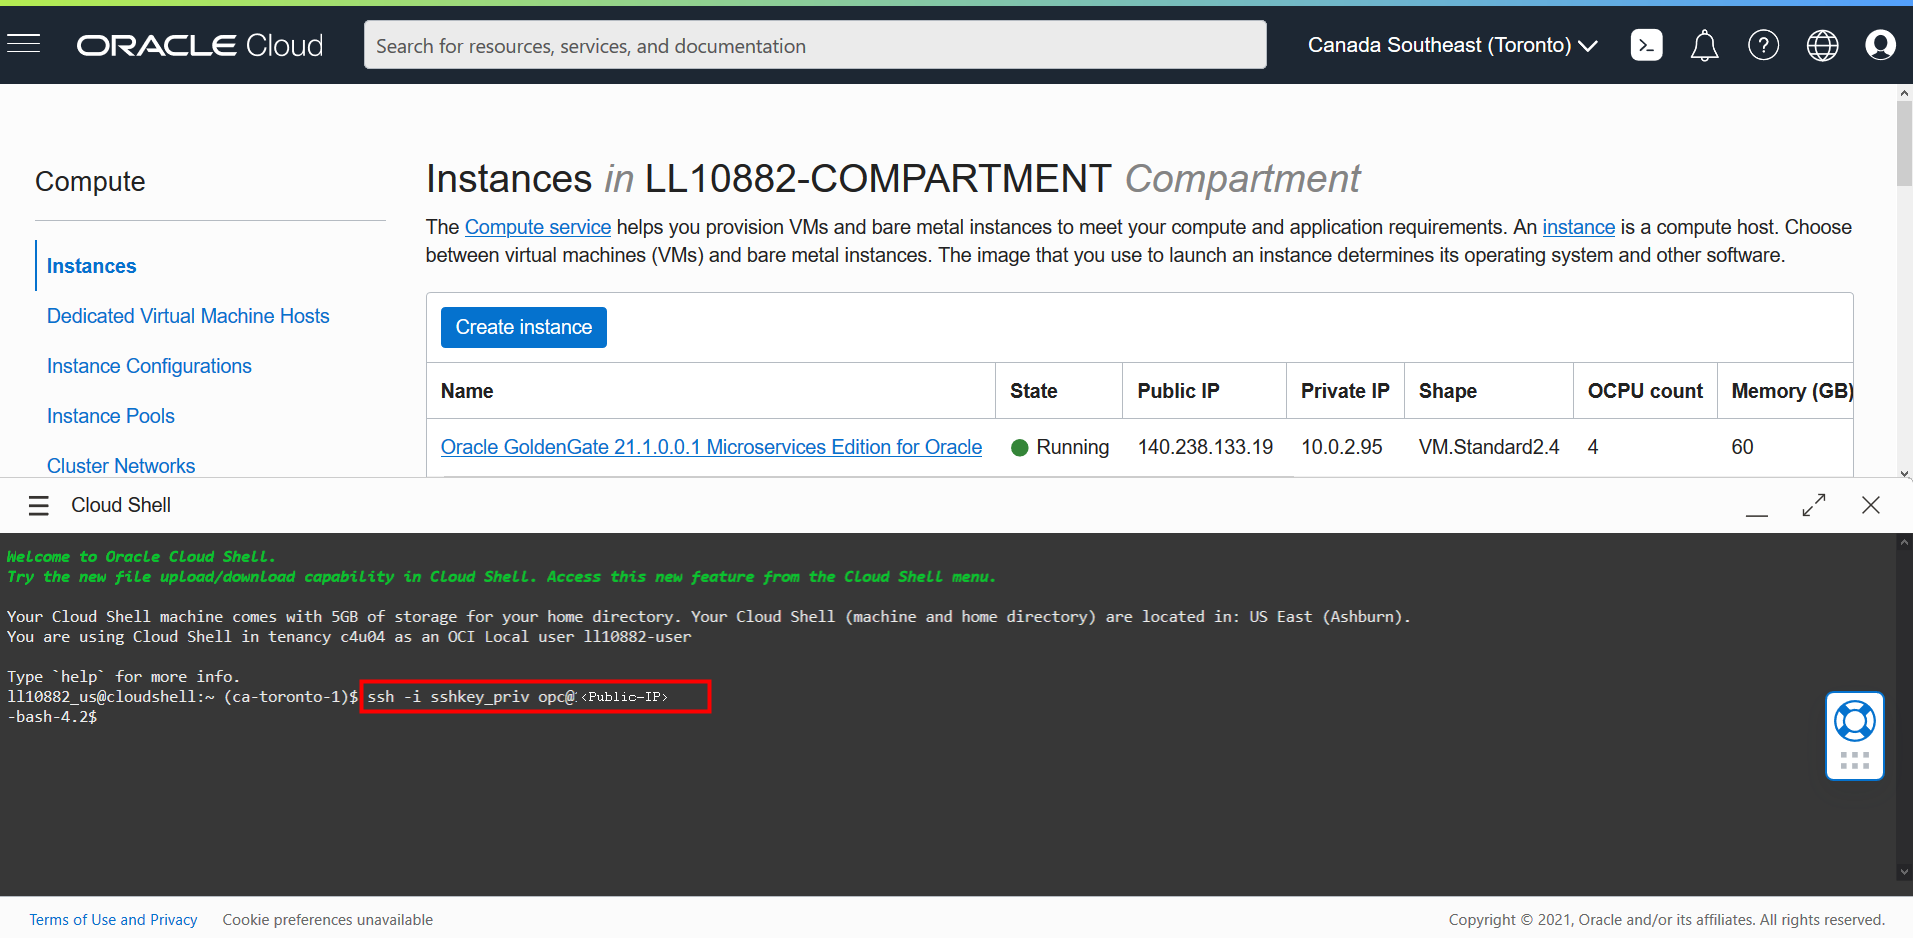 ORACLE Cloud
Search for resources, services, and documentation
Canada Southeast (Toronto)
Compute
Instances
Dedicated Virtual Machine Hosts
Instance Configurations
Instance Pools
Cluster Networks
Instances in LL10882-COMPARTMENT Compartment
The Compute service helps you provision VMs and bare metal instances to meet your compute and application requirements. An instance is a compute host. Choose
between virtual machines (VMs) and bare metal instances. The image that you use to launch an instance determines its operating system and other software.
Create instance
Name State Public IP Private IP Shape OCPU count Memory (GB)
Oracle GoldenGate 21.1.0.0.1 Microservices Edition for Oracle Running 140.238.133.19 10.0.2.95 VM.Standard2.4 4 60
Cloud Shell
Welcome to Oracle Cloud Shell.
Try the new file upload/download capability in Cloud Shell. Access this new feature from the Cloud Shell menu.
Your Cloud Shell machine comes with 5GB of storage for your home directory. Your Cloud Shell (machine and home directory) are located in: US East (Ashburn).
You are using Cloud Shell in tenancy c4u04 as an OCI Local user ll10882-user
Type `help` for more info.
ll10882_us@cloudshell:~ (ca-toronto-1)$ ssh -i sshkey_priv opc@<Public-IP>
-bash-4.2$
Terms of Use and Privacy Cookie preferences unavailable
Copyright © 2021, Oracle and/or its affiliates. All rights reserved.